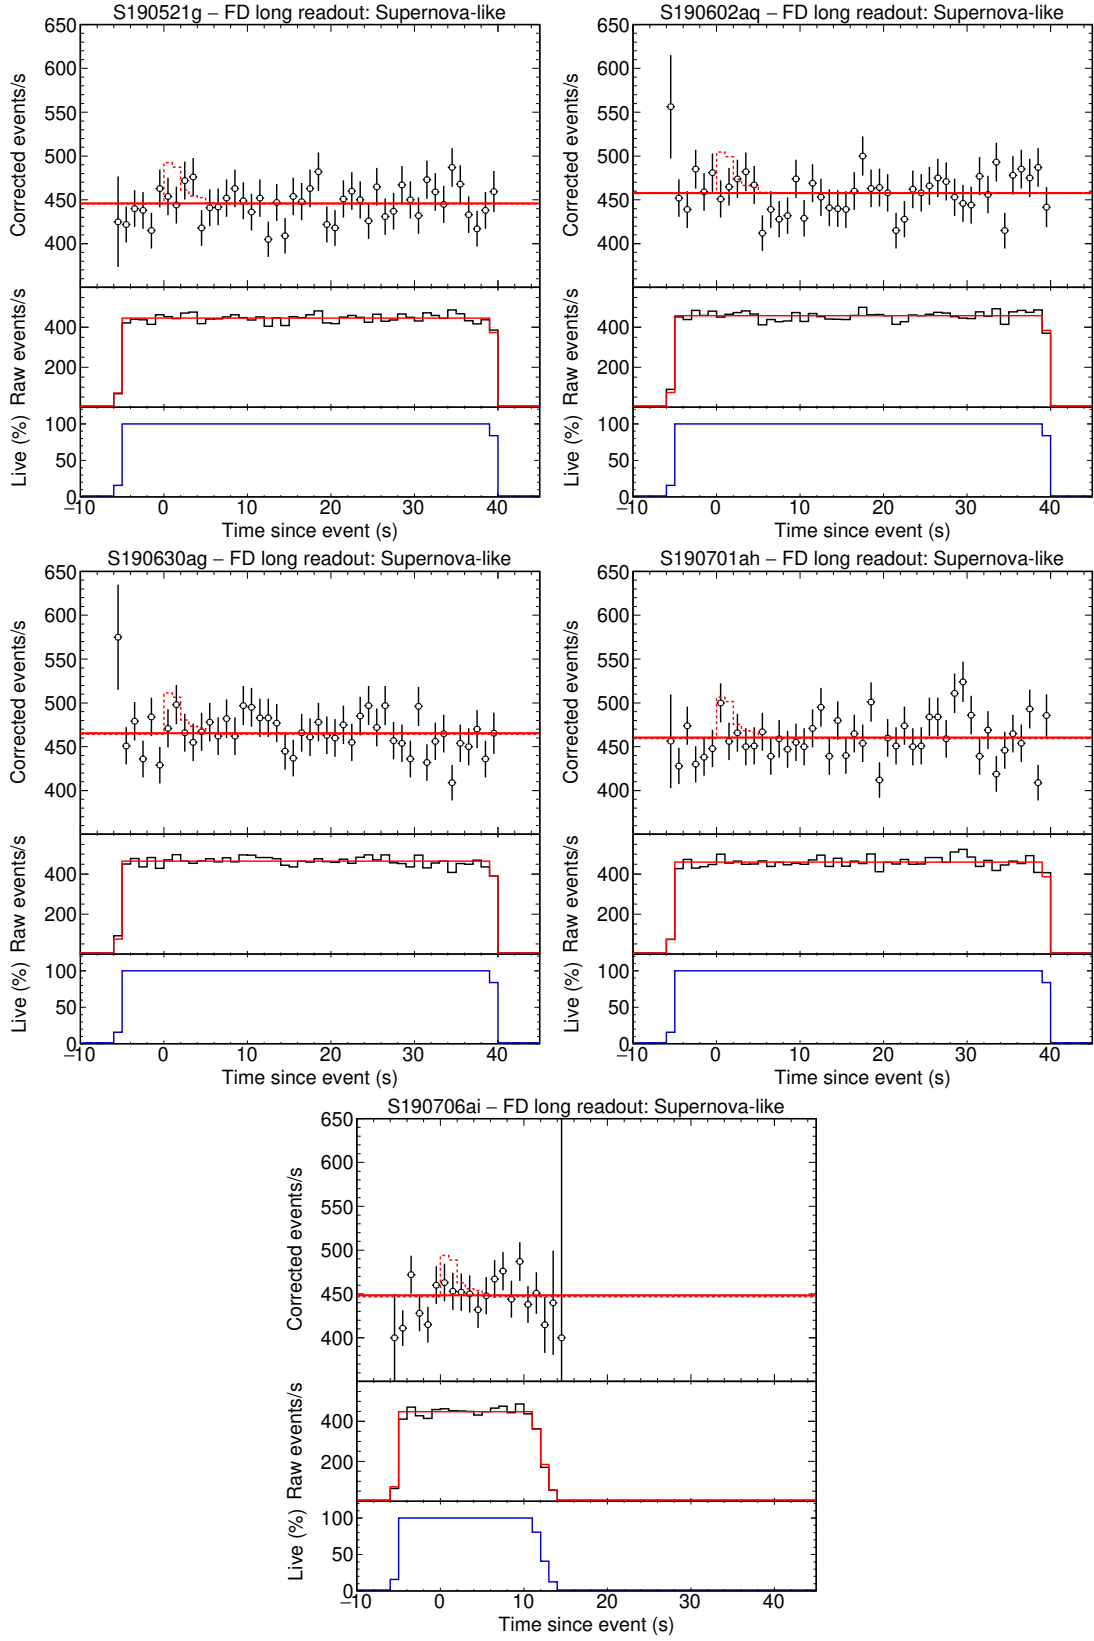 S190521g – FD long readout: Supernova-like
650
600
550
500
450
400
Corrected events/s
400
200
Raw events/s
100
50
0
Live (%)
−10 0 10 20 30 40
Time since event (s)
S190602aq – FD long readout: Supernova-like
650
600
550
500
450
400
Corrected events/s
400
200
Raw events/s
100
50
0
Live (%)
−10 0 10 20 30 40
Time since event (s)
S190630ag – FD long readout: Supernova-like
650
600
550
500
450
400
Corrected events/s
400
200
Raw events/s
100
50
0
Live (%)
−10 0 10 20 30 40
Time since event (s)
S190701ah – FD long readout: Supernova-like
650
600
550
500
450
400
Corrected events/s
400
200
Raw events/s
100
50
0
Live (%)
−10 0 10 20 30 40
Time since event (s)
S190706ai – FD long readout: Supernova-like
650
600
550
500
450
400
Corrected events/s
400
200
Raw events/s
100
50
0
Live (%)
−10 0 10 20 30 40
Time since event (s)